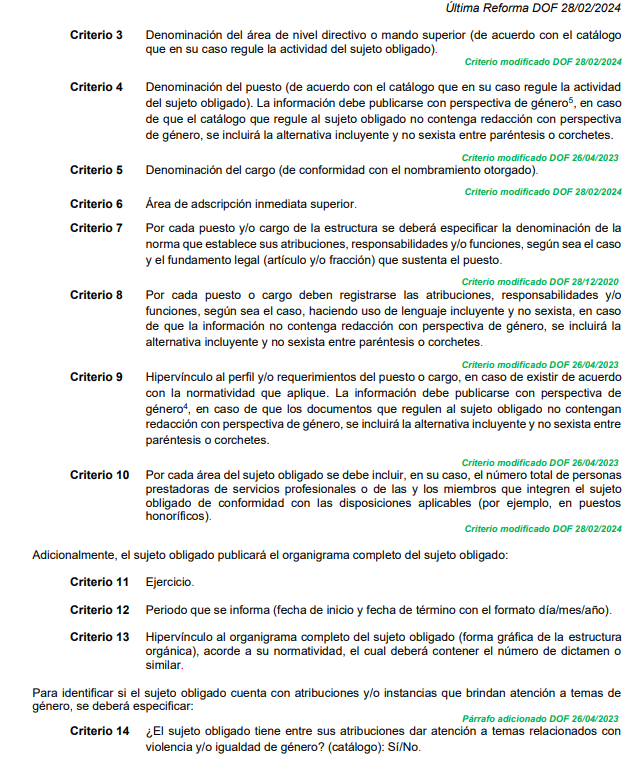 Última Reforma DOF 28/02/2024
Criterio 3 Denominación del área de nivel directivo o mando superior (de acuerdo con el catálogo
que en su caso regule la actividad del sujeto obligado).
Criterio modificado DOF 28/02/2024
Criterio 4 Denominación del puesto (de acuerdo con el catálogo que en su caso regule la actividad
del sujeto obligado). La información debe publicarse con perspectiva de género⁵, en caso
de que el catálogo que regule al sujeto obligado no contenga redacción con perspectiva
de género, se incluirá la alternativa incluyente y no sexista entre paréntesis o corchetes.
Criterio modificado DOF 26/04/2023
Criterio 5 Denominación del cargo (de conformidad con el nombramiento otorgado).
Criterio modificado DOF 28/02/2024
Criterio 6 Área de adscripción inmediata superior.
Criterio 7 Por cada puesto y/o cargo de la estructura se deberá especificar la denominación de la
norma que establece sus atribuciones, responsabilidades y/o funciones, según sea el caso
y el fundamento legal (artículo y/o fracción) que sustenta el puesto.
Criterio modificado DOF 28/12/2020
Criterio 8 Por cada puesto o cargo deben registrarse las atribuciones, responsabilidades y/o
funciones, según sea el caso, haciendo uso de lenguaje incluyente y no sexista, en caso
de que la información no contenga redacción con perspectiva de género, se incluirá la
alternativa incluyente y no sexista entre paréntesis o corchetes.
Criterio modificado DOF 26/04/2023
Criterio 9 Hipervínculo al perfil y/o requerimientos del puesto o cargo, en caso de existir de acuerdo
con la normatividad que aplique. La información debe publicarse con perspectiva de
género⁴, en caso de que los documentos que regulen al sujeto obligado no contengan
redacción con perspectiva de género, se incluirá la alternativa incluyente y no sexista entre
paréntesis o corchetes.
Criterio modificado DOF 26/04/2023
Criterio 10 Por cada área del sujeto obligado se debe incluir, en su caso, el número total de personas
prestadoras de servicios profesionales o de las y los miembros que integren el sujeto
obligado de conformidad con las disposiciones aplicables (por ejemplo, en puestos
honoríficos).
Criterio modificado DOF 28/02/2024
Adicionalmente, el sujeto obligado publicará el organigrama completo del sujeto obligado:
Criterio 11 Ejercicio.
Criterio 12 Periodo que se informa (fecha de inicio y fecha de término con el formato día/mes/año).
Criterio 13 Hipervínculo al organigrama completo del sujeto obligado (forma gráfica de la estructura
orgánica), acorde a su normatividad, el cual deberá contener el número de dictamen o
similar.
Para identificar si el sujeto obligado cuenta con atribuciones y/o instancias que brindan atención a temas de
género, se deberá especificar:
Párrafo adicionado DOF 26/04/2023
Criterio 14 ¿El sujeto obligado tiene entre sus atribuciones dar atención a temas relacionados con
violencia y/o igualdad de género? (catálogo): Sí/No.